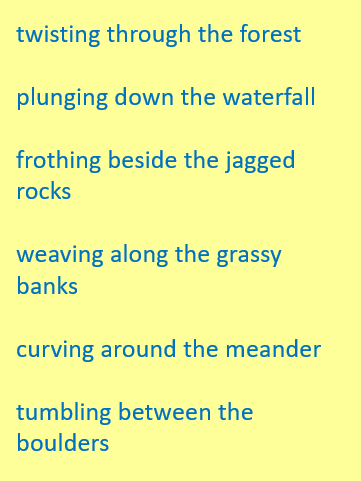 twisting through the forest
plunging down the waterfall
frothing beside the jagged
rocks
weaving along the grassy
banks
curving around the meander
tumbling between the
boulders